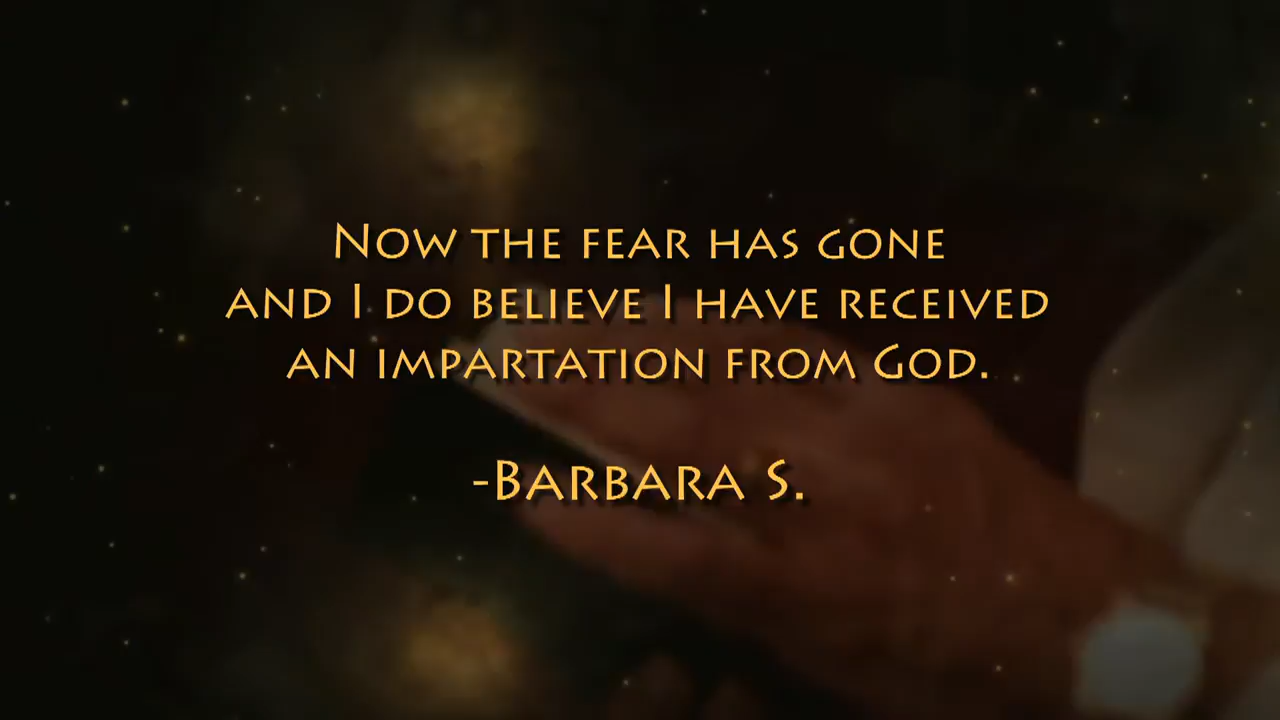 Now the fear has gone
and I do believe I have received
an impartation from God.
-Barbara S.